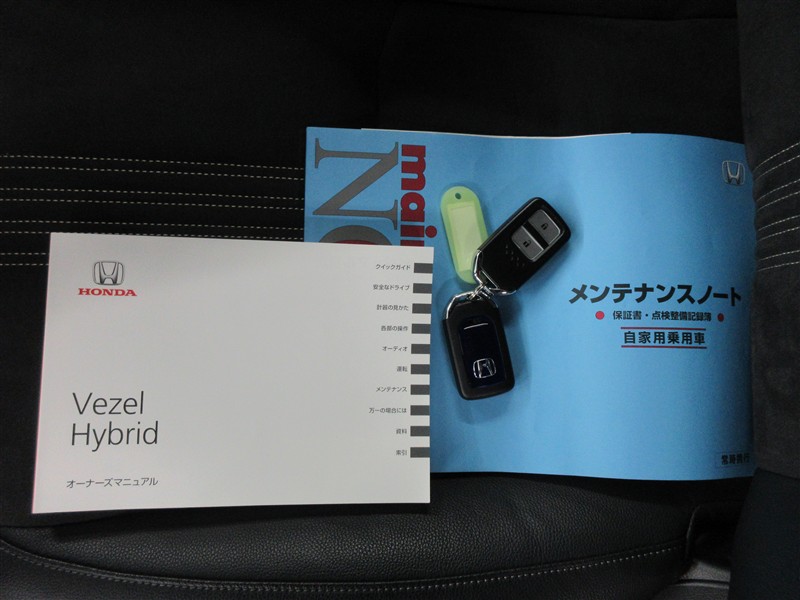 HONDA
Vezel
Hybrid
オーナーズマニュアル
クイックガイド
安全なドライブ
計器の見かた
各部の操作
オーディオ
運転
メンテナンス
万一の場合には
資料
索引
main
メンテナンスノート
保証書・点検整備記録簿
自家用乗用車